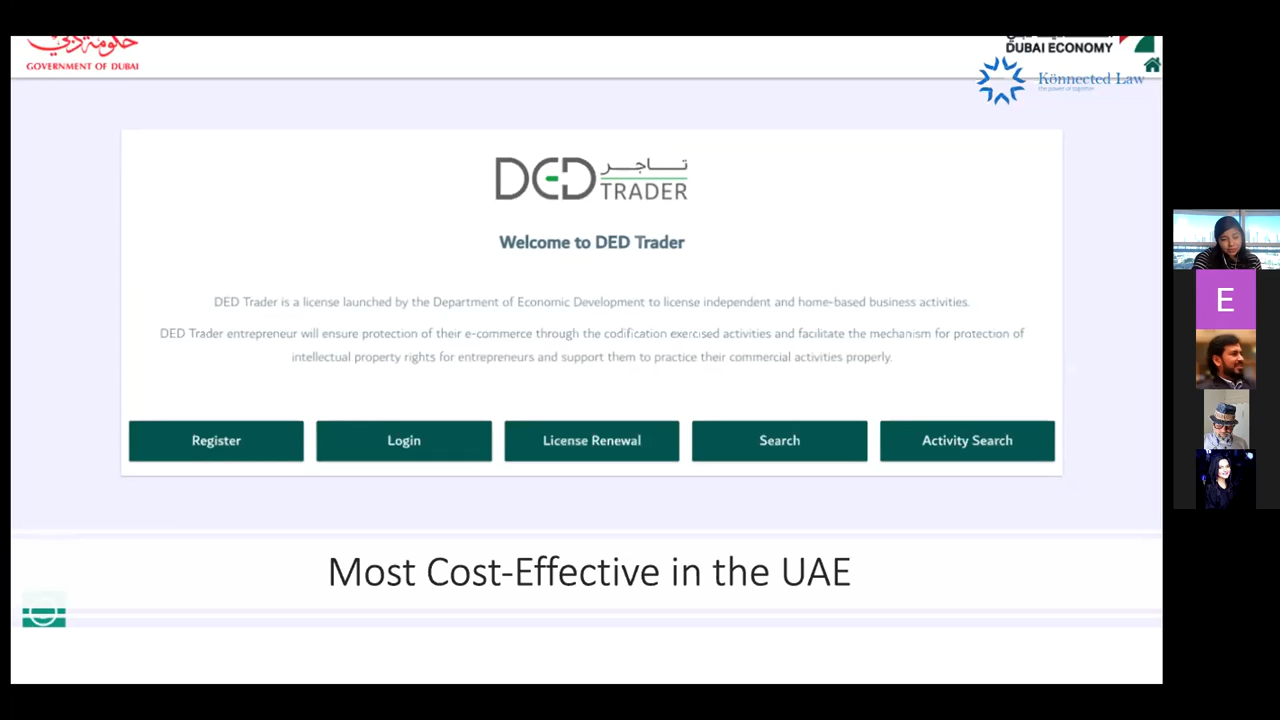 حكومة دبي
GOVERNMENT OF DUBAI
DUBAI ECONOMY
Könnected Law
the power of together
DED تاجر
TRADER
Welcome to DED Trader
DED Trader is a license launched by the Department of Economic Development to license independent and home-based business activities.
DED Trader entrepreneur will ensure protection of their e-commerce through the codification exercised activities and facilitate the mechanism for protection of
intellectual property rights for entrepreneurs and support them to practice their commercial activities properly.
Register
Login
License Renewal
Search
Activity Search
Most Cost-Effective in the UAE
E